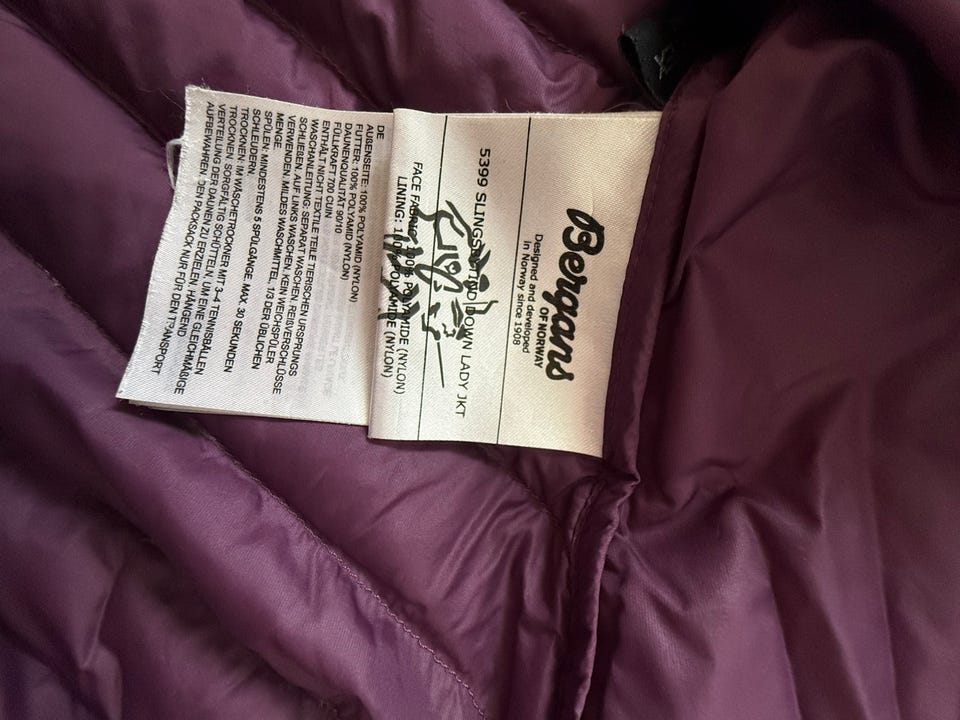 Bergans
OF NORWAY
Designed and developed
in Norway since 1908
5399 SLINGSBYTIND DOWN LADY JKT
FACE FABRIC: 100% POLYAMIDE (NYLON)
LINING: 100% POLYAMIDE (NYLON)
DE
AUßENSEITE: 100% POLYAMID (NYLON)
FUTTER: 100% POLYAMID (NYLON)
DAUNENQUALITÄT 90/10
FÜLLKRAFT 700 CUIN
ENTHÄLT NICHT TEXTILE TEILE TIERISCHEN URSPRUNGS
WASCHANLEITUNG: SEPARAT WASCHEN. REIßVERSCHLÜSSE
SCHLIEßEN. AUF LINKS WASCHEN. KEIN WEICHSPÜLER
VERWENDEN. MILDES WASCHMITTEL, 1/3 DER ÜBLICHEN
MENGE.
SPÜLEN: MINDESTENS 5 SPÜLGÄNGE. MAX. 30 SEKUNDEN
SCHLEUDERN.
TROCKNEN: IM WÄSCHETROCKNER MIT 3-4 TENNISBÄLLEN
TROCKNEN. SORGFÄLTIG SCHÜTTELN, UM EINE GLEICHMÄßIGE
VERTEILUNG DER DAUNEN ZU ERZIELEN. HÄNGEND
AUFBEWAHREN. DEN PACKSACK NUR FÜR DEN TRANSPORT